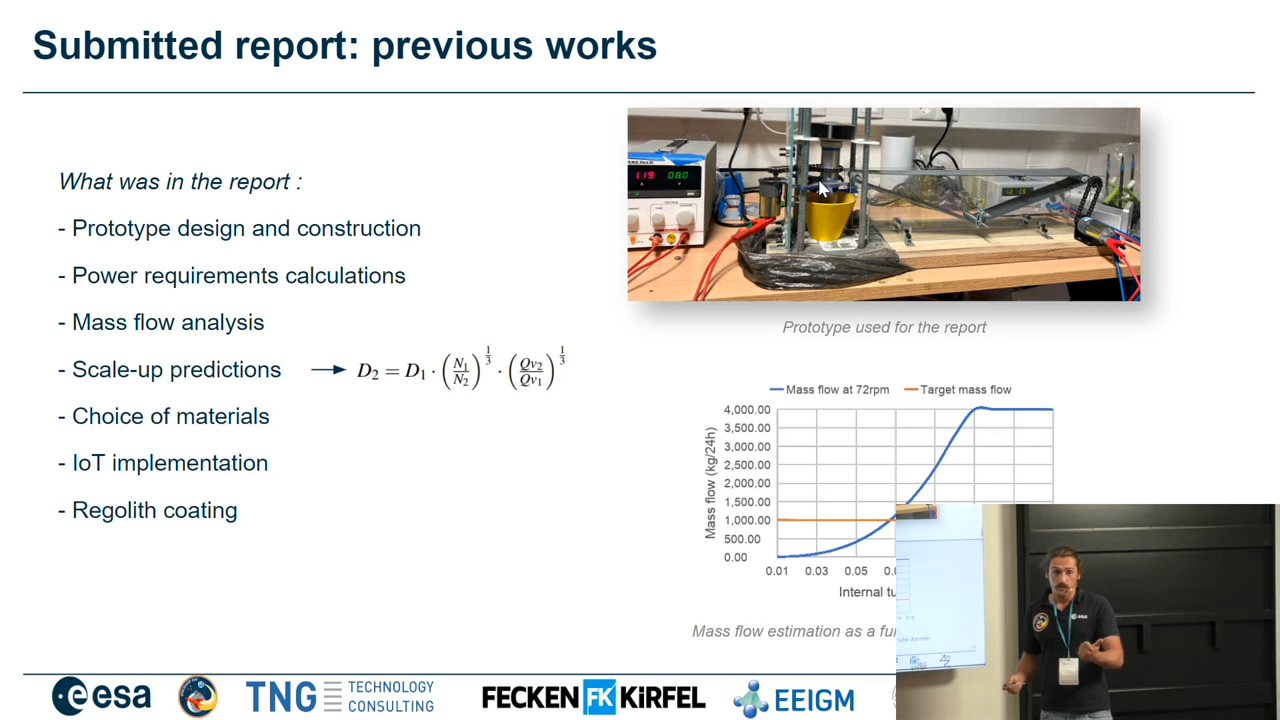 Submitted report: previous works
What was in the report :
- Prototype design and construction
- Power requirements calculations
- Mass flow analysis
- Scale-up predictions → D₂ = D₁ · (N₁/N₂)^(1/3) · (Qv₂/Qv₁)^(1/3)
- Choice of materials
- IoT implementation
- Regolith coating
1.19 08.0
Prototype used for the report
Mass flow at 72rpm Target mass flow
Mass flow (kg/24h)
4,000.00
3,500.00
3,000.00
2,500.00
2,000.00
1,500.00
1,000.00
500.00
0.00
0.01 0.03 0.05
Internal
Mass flow estimation as a
esa
TNG TECHNOLOGY CONSULTING
FECKEN FK KiRFEL
EEIGM